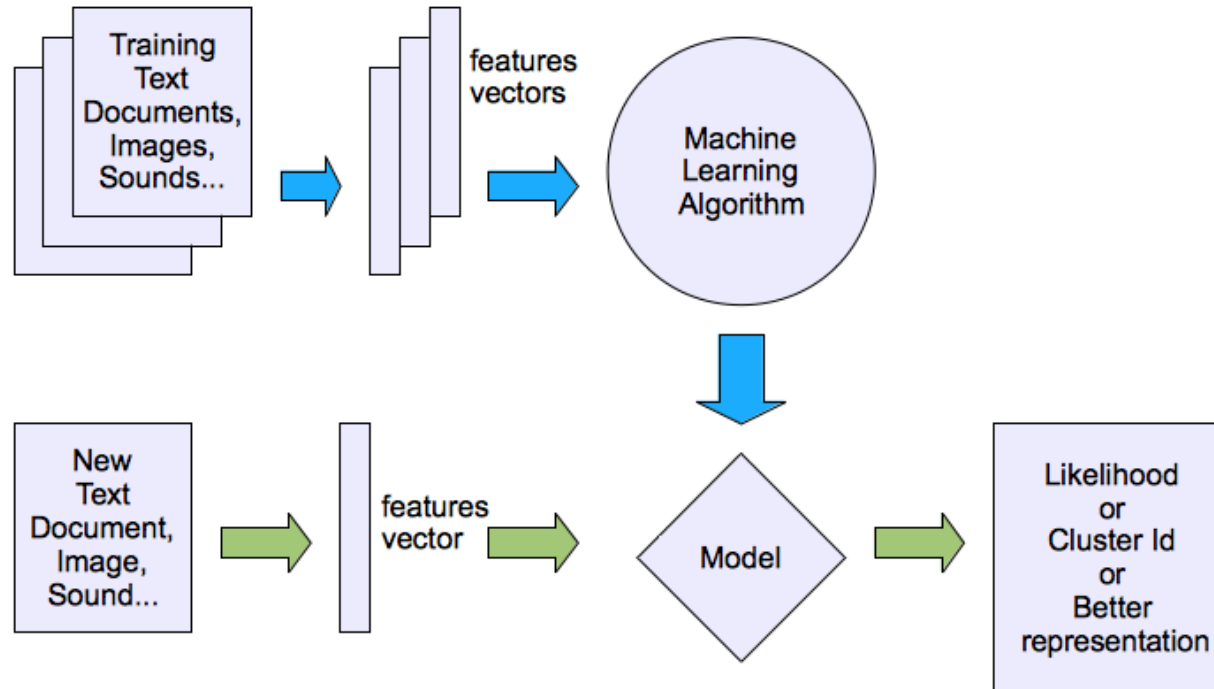 Training
Text
Documents,
Images,
Sounds...
features
vectors
Machine
Learning
Algorithm
New
Text
Document,
Image,
Sound...
features
vector
Model
Likelihood
or
Cluster Id
or
Better
representation